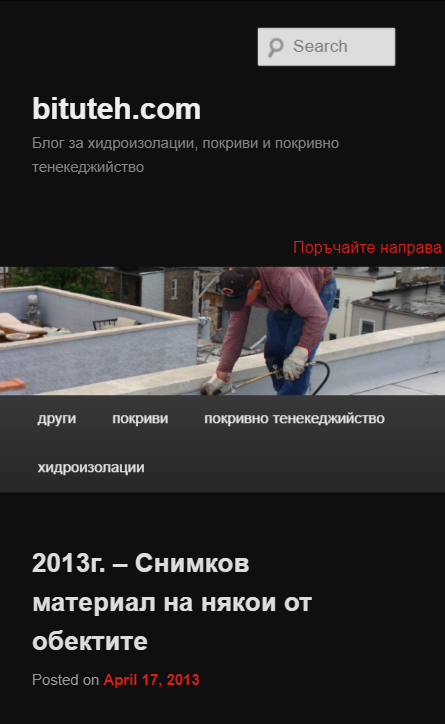 Search
bituteh.com
Блог за хидроизолации, покриви и покривно
тенекеджийство
Поръчайте направа
други покриви покривно тенекеджийство
хидроизолации
2013г. – Снимков
материал на някои от
обектите
Posted on April 17, 2013